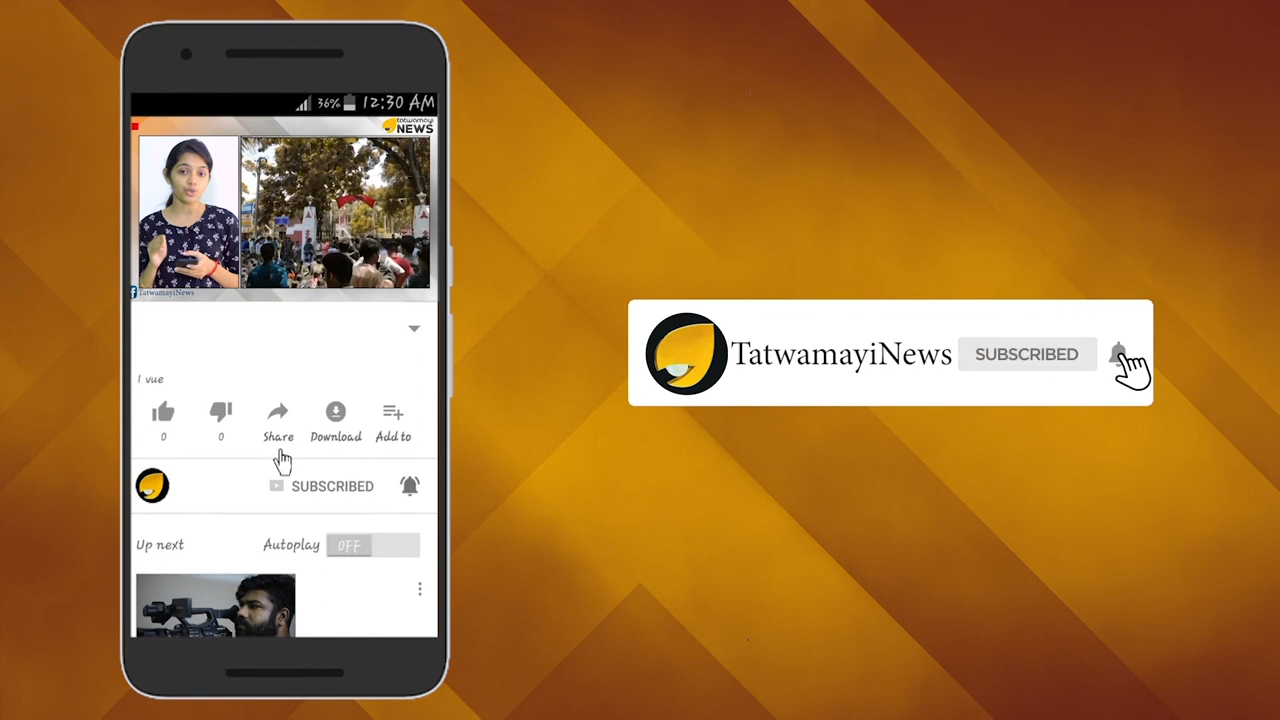 36% 12:30 AM
tatwamayi
NEWS
f TatwamayiNews
1 vue
0 0 Share Download Add to
SUBSCRIBED
Up next Autoplay OFF
TatwamayiNews SUBSCRIBED